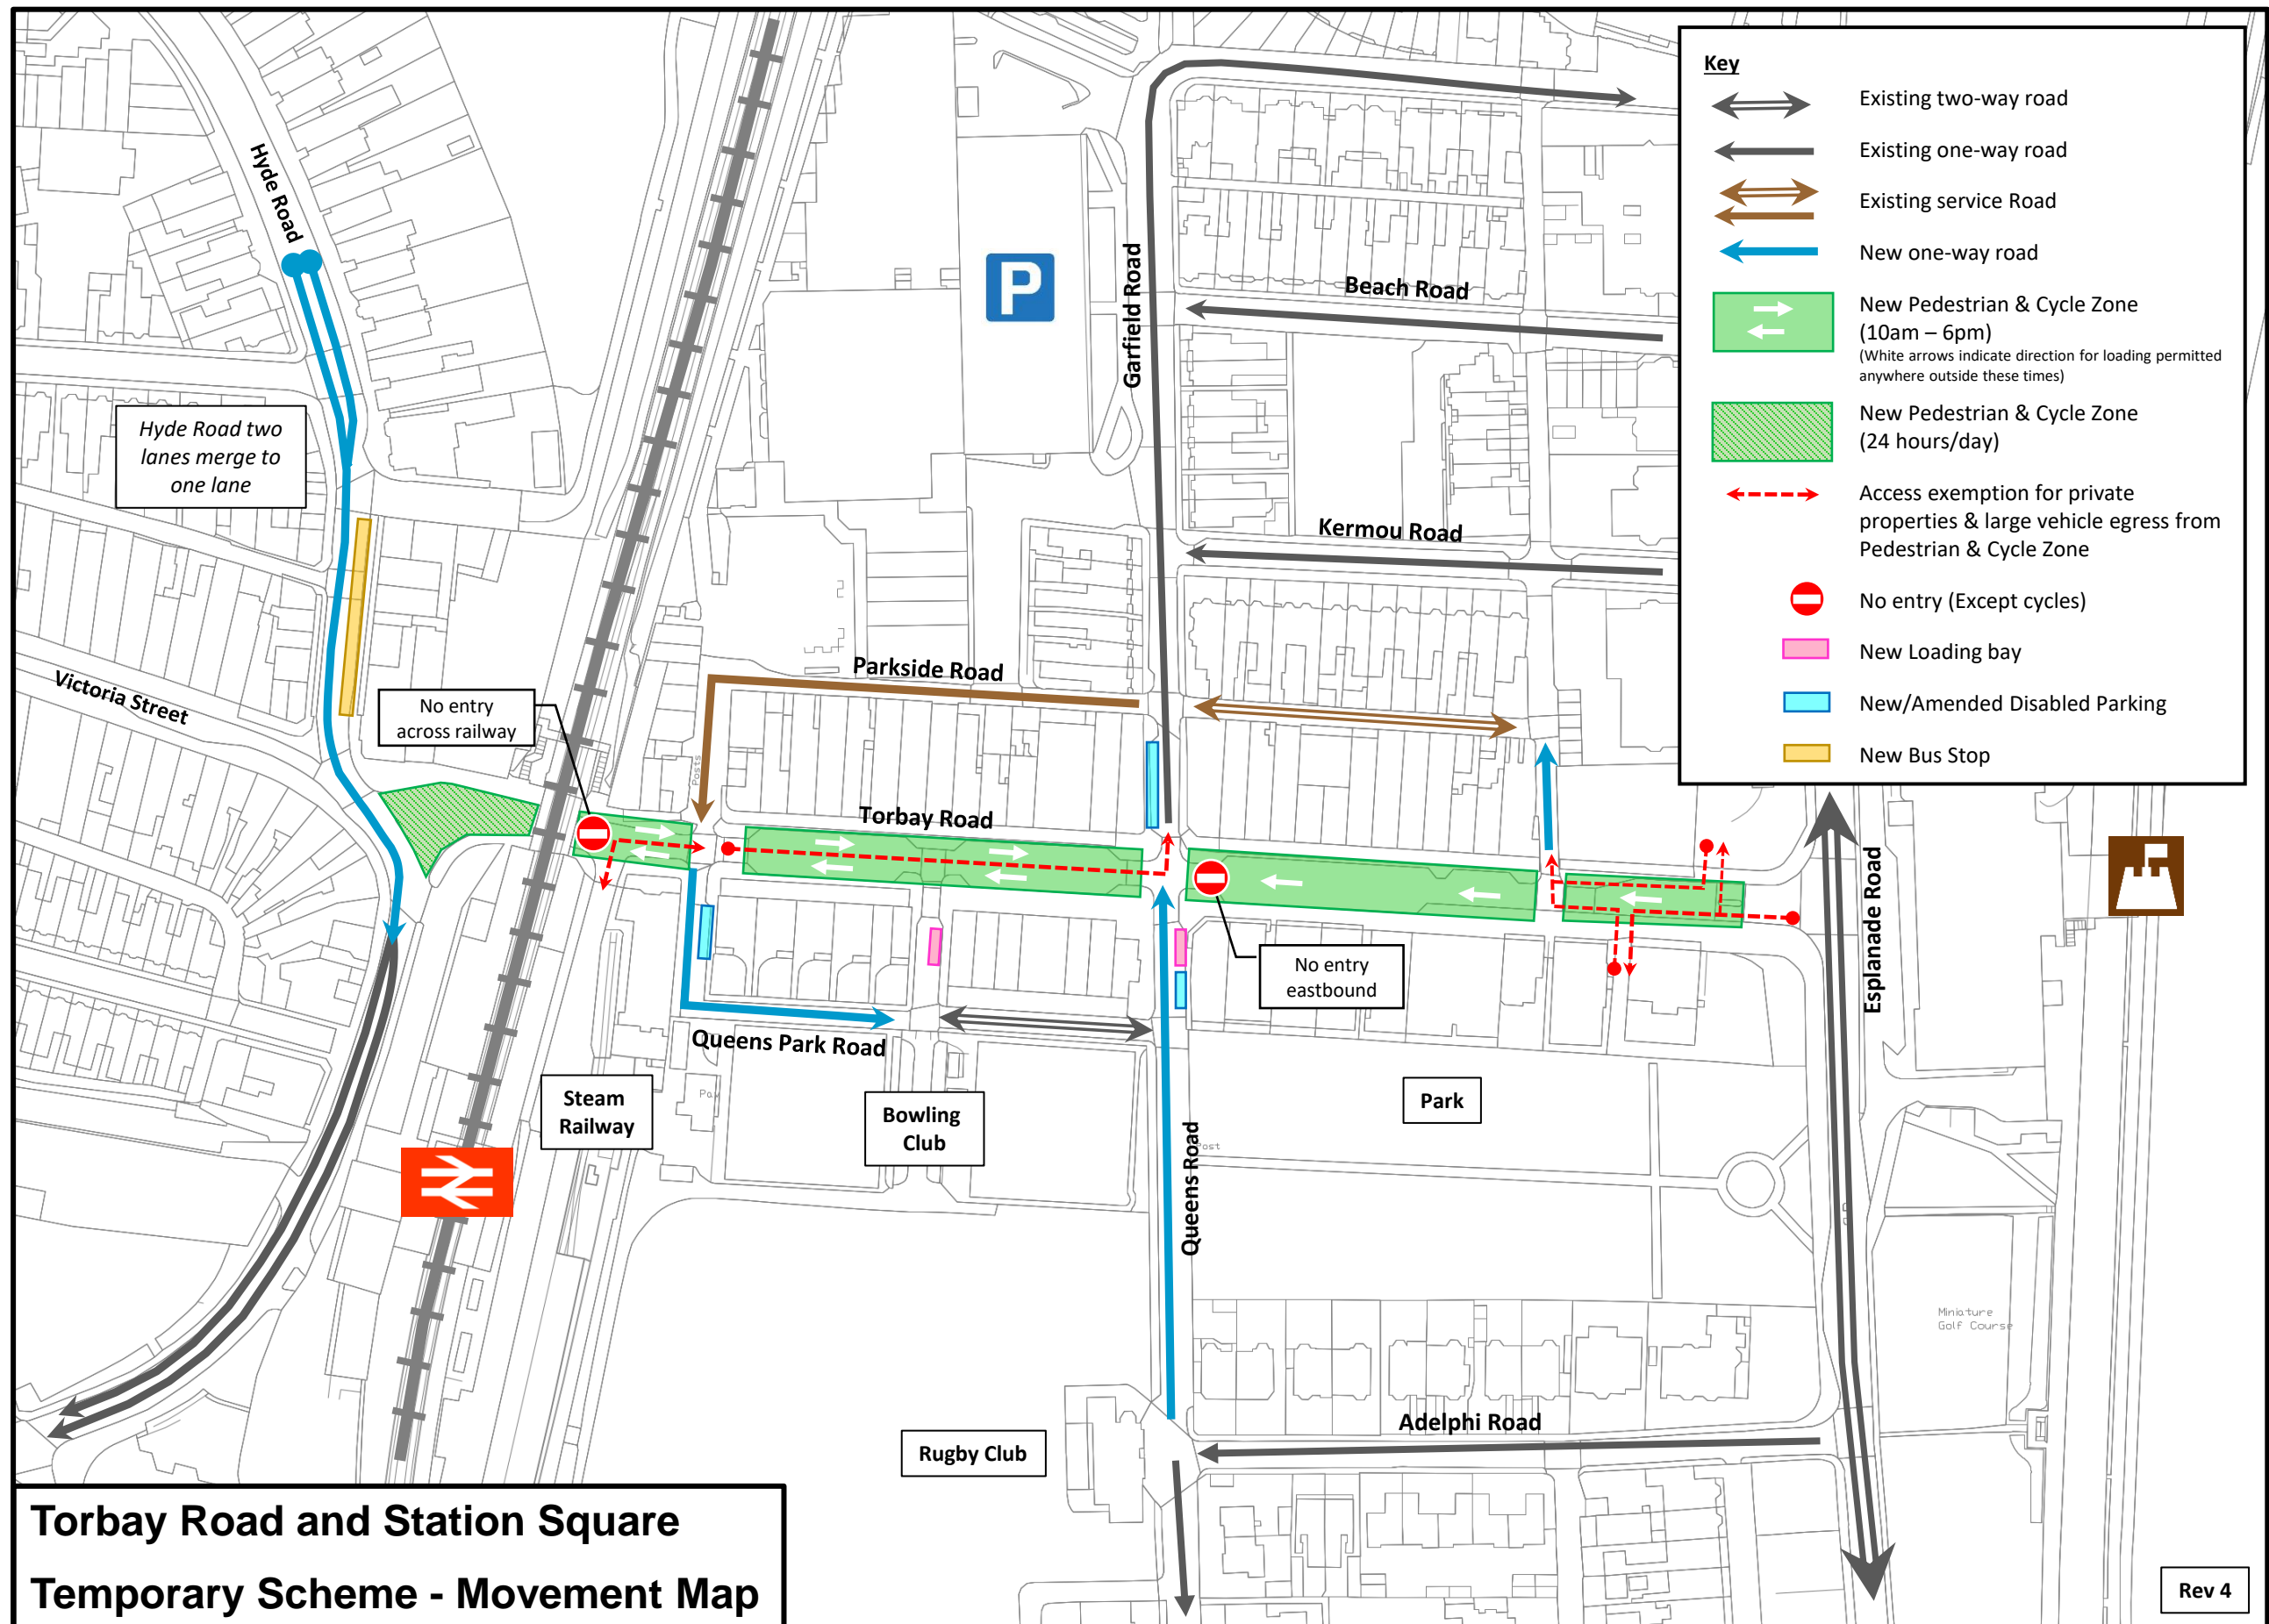 Key
Existing two-way road
Existing one-way road
Existing service Road
New one-way road
New Pedestrian & Cycle Zone
(10am – 6pm)
(White arrows indicate direction for loading permitted
anywhere outside these times)
New Pedestrian & Cycle Zone
(24 hours/day)
Access exemption for private
properties & large vehicle egress from
Pedestrian & Cycle Zone
No entry (Except cycles)
New Loading bay
New/Amended Disabled Parking
New Bus Stop
Hyde Road
P
Garfield Road
Beach Road
Hyde Road two
lanes merge to
one lane
Kermou Road
Victoria Street
No entry
across railway
Parkside Road
Posts
Torbay Road
Esplanade Road
No entry
eastbound
Queens Park Road
Steam
Railway
Pav
Bowling
Club
Park
Queens Road
Post
Miniature
Golf Course
Adelphi Road
Rugby Club
Torbay Road and Station Square
Temporary Scheme - Movement Map
Rev 4